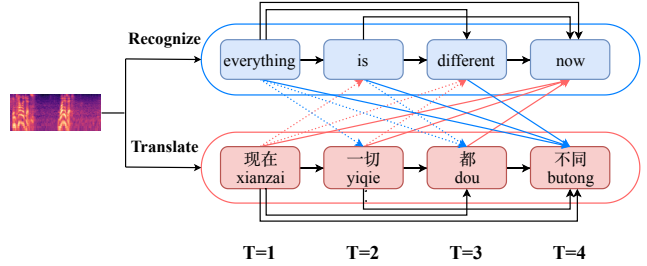 Recognize
everything is different now
Translate
现在 一切 都 不同
xianzai yiqie dou butong
T=1 T=2 T=3 T=4